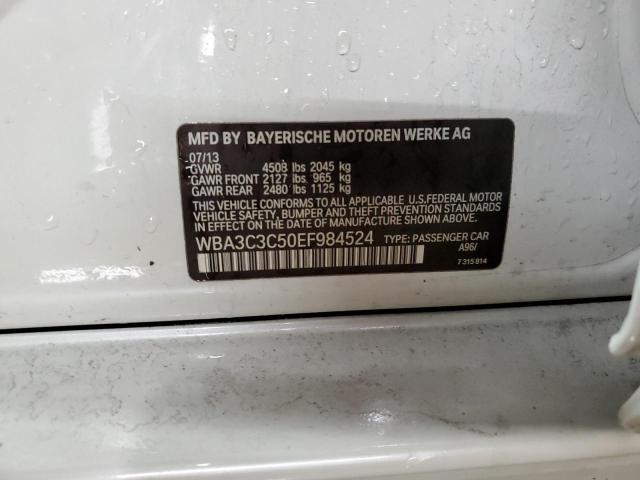 MFD BY BAYERISCHE MOTOREN WERKE AG
07/13
GVWR 4508 lbs 2045 kg
GAWR FRONT 2127 lbs 965 kg
GAWR REAR 2480 lbs 1125 kg
THIS VEHICLE CONFORMS TO ALL APPLICABLE U.S.FEDERAL MOTOR
VEHICLE SAFETY, BUMPER AND THEFT PREVENTION STANDARDS
IN EFFECT ON THE DATE OF MANUFACTURE SHOWN ABOVE.
WBA3C3C50EF984524 TYPE: PASSENGER CAR
A96/
7 315 814